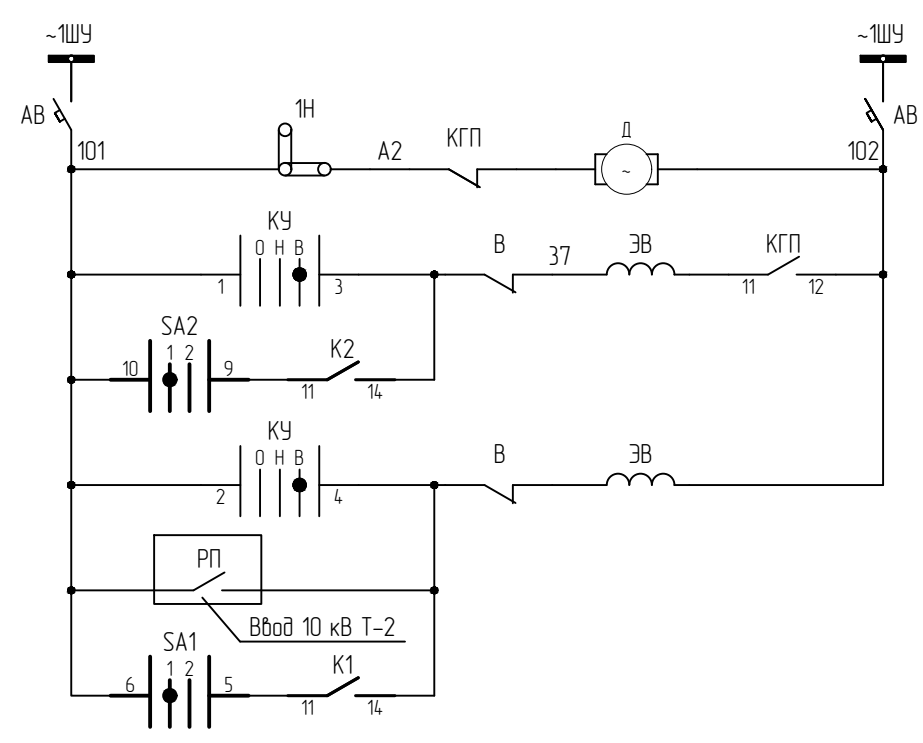 ~1ШУ ~1ШУ
АВ АВ
1Н
101 А2 КГП Д 102
~
КУ В 37 ЭВ КГП
О Н В
1 3 11 12
SA2
1 2 К2
10 9
11 14
КУ
О Н В В ЭВ
2 4
РП
Ввод 10 кВ Т-2
SA1
1 2 К1
6 5
11 14